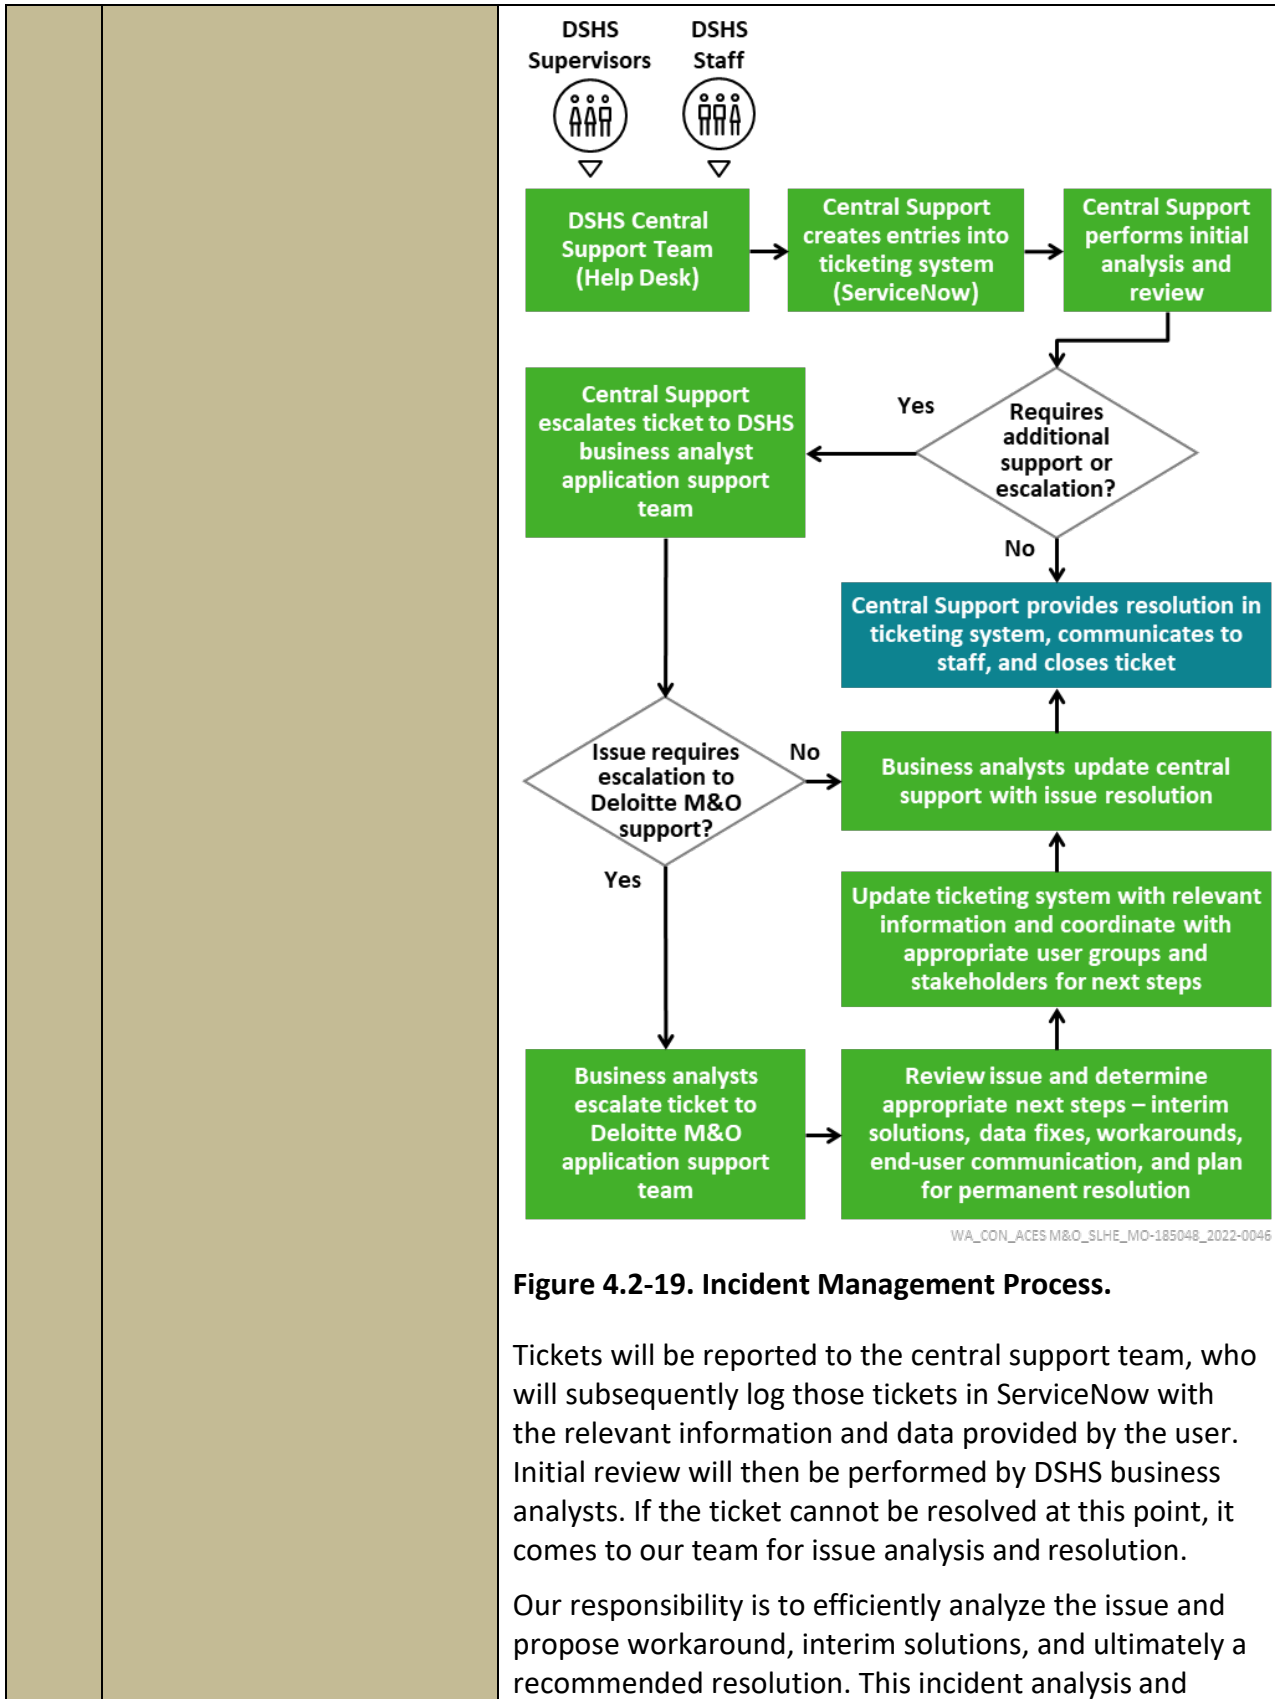 DSHS
Supervisors
DSHS
Staff
DSHS Central
Support Team
(Help Desk)
Central Support
creates entries into
ticketing system
(ServiceNow)
Central Support
performs initial
analysis and
review
Central Support
escalates ticket to DSHS
business analyst
application support
team
Yes
Requires
additional
support or
escalation?
No
Central Support provides resolution in
ticketing system, communicates to
staff, and closes ticket
Issue requires
escalation to
Deloitte M&O
support?
No
Business analysts update central
support with issue resolution
Yes
Update ticketing system with relevant
information and coordinate with
appropriate user groups and
stakeholders for next steps
Business analysts
escalate ticket to
Deloitte M&O
application support
team
Review issue and determine
appropriate next steps – interim
solutions, data fixes, workarounds,
end-user communication, and plan
for permanent resolution
WA_CON_ACES M&O_SLHE_MO-185048_2022-0046
Figure 4.2-19. Incident Management Process.
Tickets will be reported to the central support team, who
will subsequently log those tickets in ServiceNow with
the relevant information and data provided by the user.
Initial review will then be performed by DSHS business
analysts. If the ticket cannot be resolved at this point, it
comes to our team for issue analysis and resolution.
Our responsibility is to efficiently analyze the issue and
propose workaround, interim solutions, and ultimately a
recommended resolution. This incident analysis and